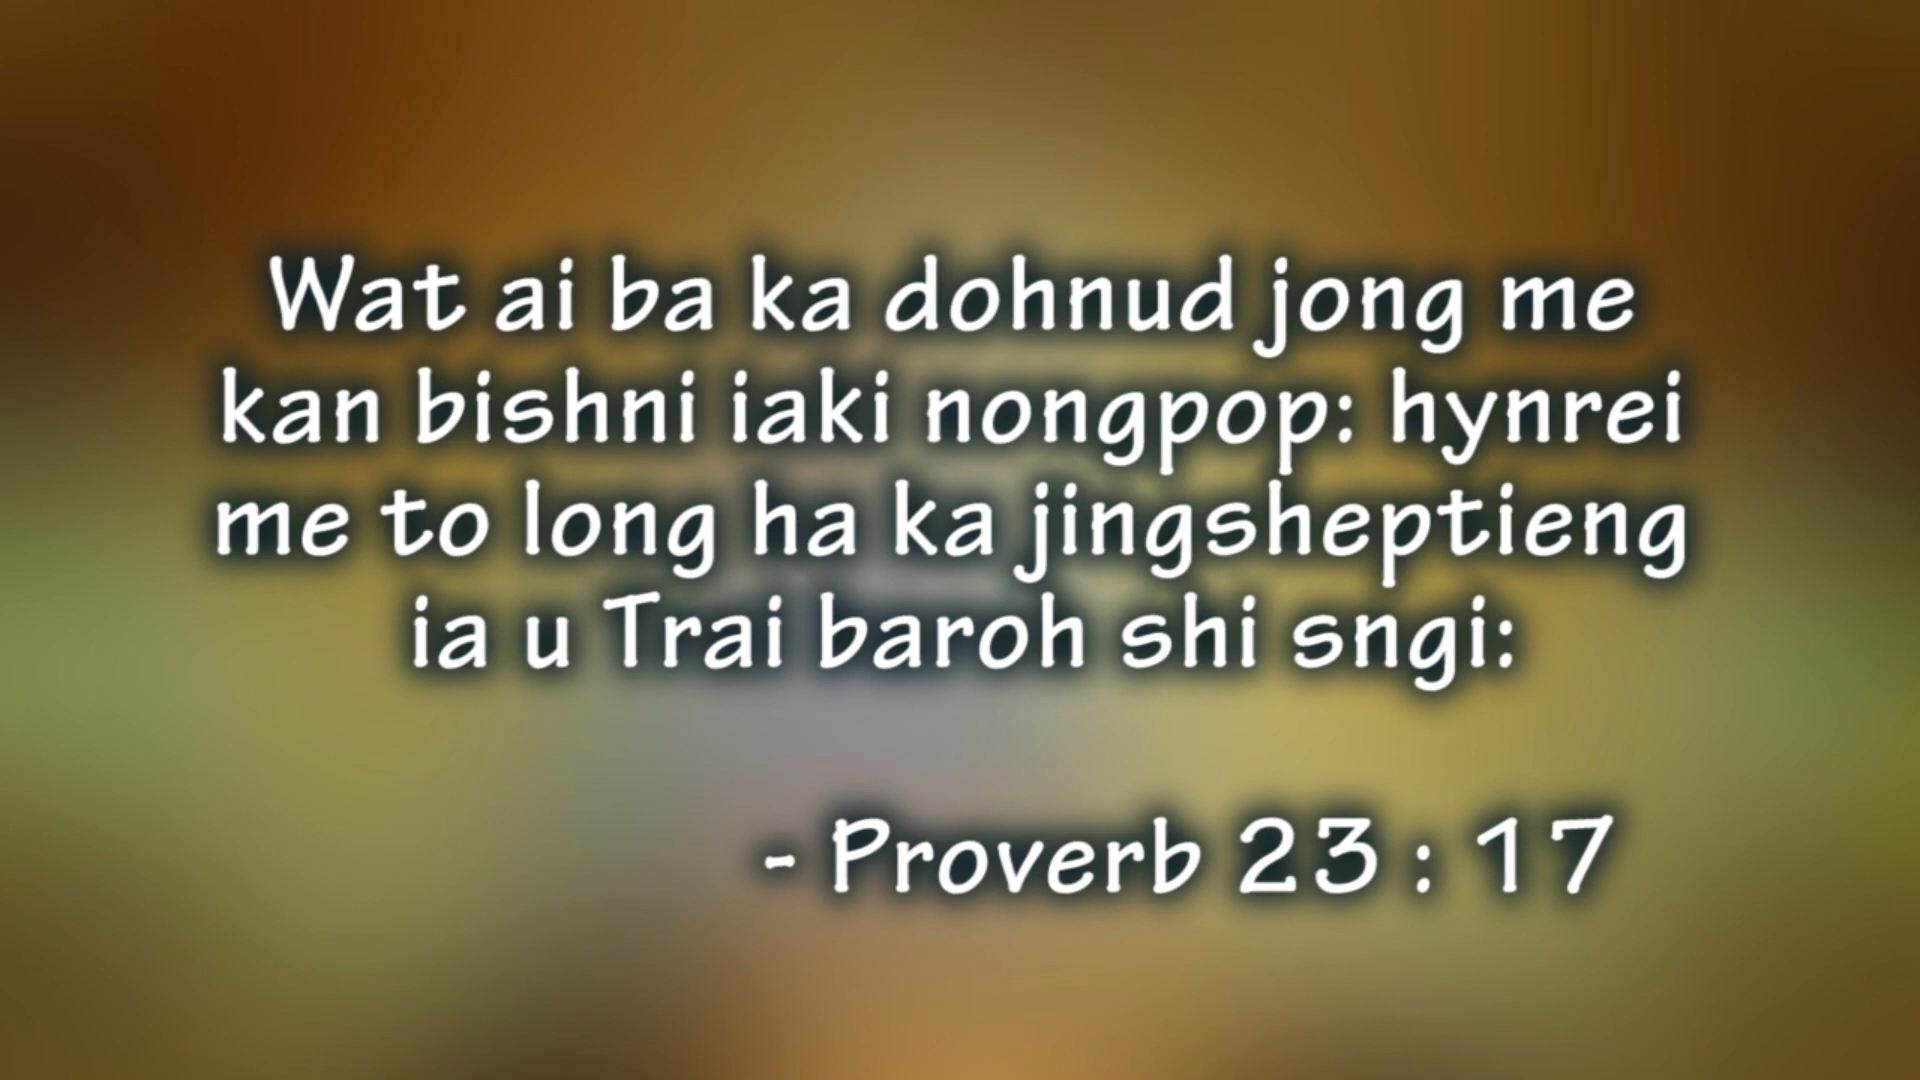 Wat ai ba ka dohnud jong me
kan bishni iaki nongpop: hynrei
me to long ha ka jingsheptieng
ia u Trai baroh shi sngi:
- Proverb 23 : 17